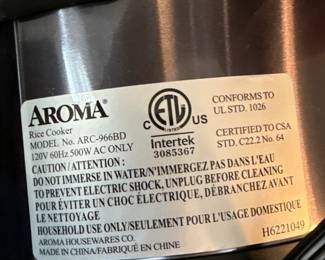 AROMA®
Rice Cooker
MODEL No. ARC-966BD
120V 60Hz 500W AC ONLY
C ETL US
Intertek
3085367
CONFORMS TO
UL STD. 1026
CERTIFIED TO CSA
STD. C22.2 No. 64
CAUTION / ATTENTION :
DO NOT IMMERSE IN WATER/N'IMMERGEZ PAS DANS L'EAU
TO PREVENT ELECTRIC SHOCK, UNPLUG BEFORE CLEANING
POUR ÉVITER UN CHOC ÉLECTRIQUE, DÉBRANCHEZ AVANT
LE NETTOYAGE
HOUSEHOLD USE ONLY/SEULEMENT POUR L'USAGE DOMESTIQUE
AROMA HOUSEWARES CO.
MADE IN CHINA/FABRIQUÉ EN CHINE
H6221049